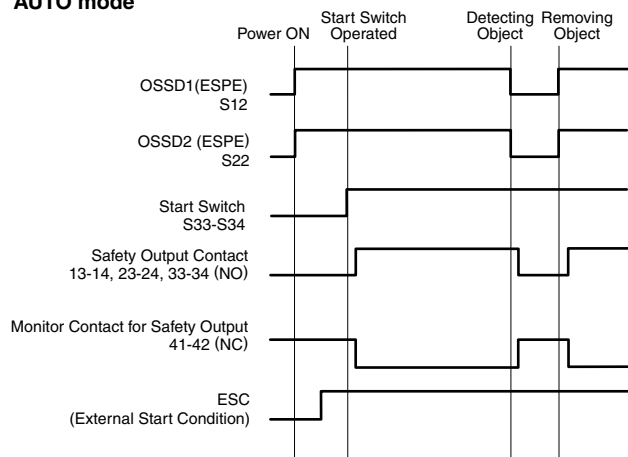 AUTO mode
Power ON
Start Switch
Operated
Detecting
Object
Removing
Object
OSSD1(ESPE)
S12
OSSD2 (ESPE)
S22
Start Switch
S33-S34
Safety Output Contact
13-14, 23-24, 33-34 (NO)
Monitor Contact for Safety Output
41-42 (NC)
ESC
(External Start Condition)